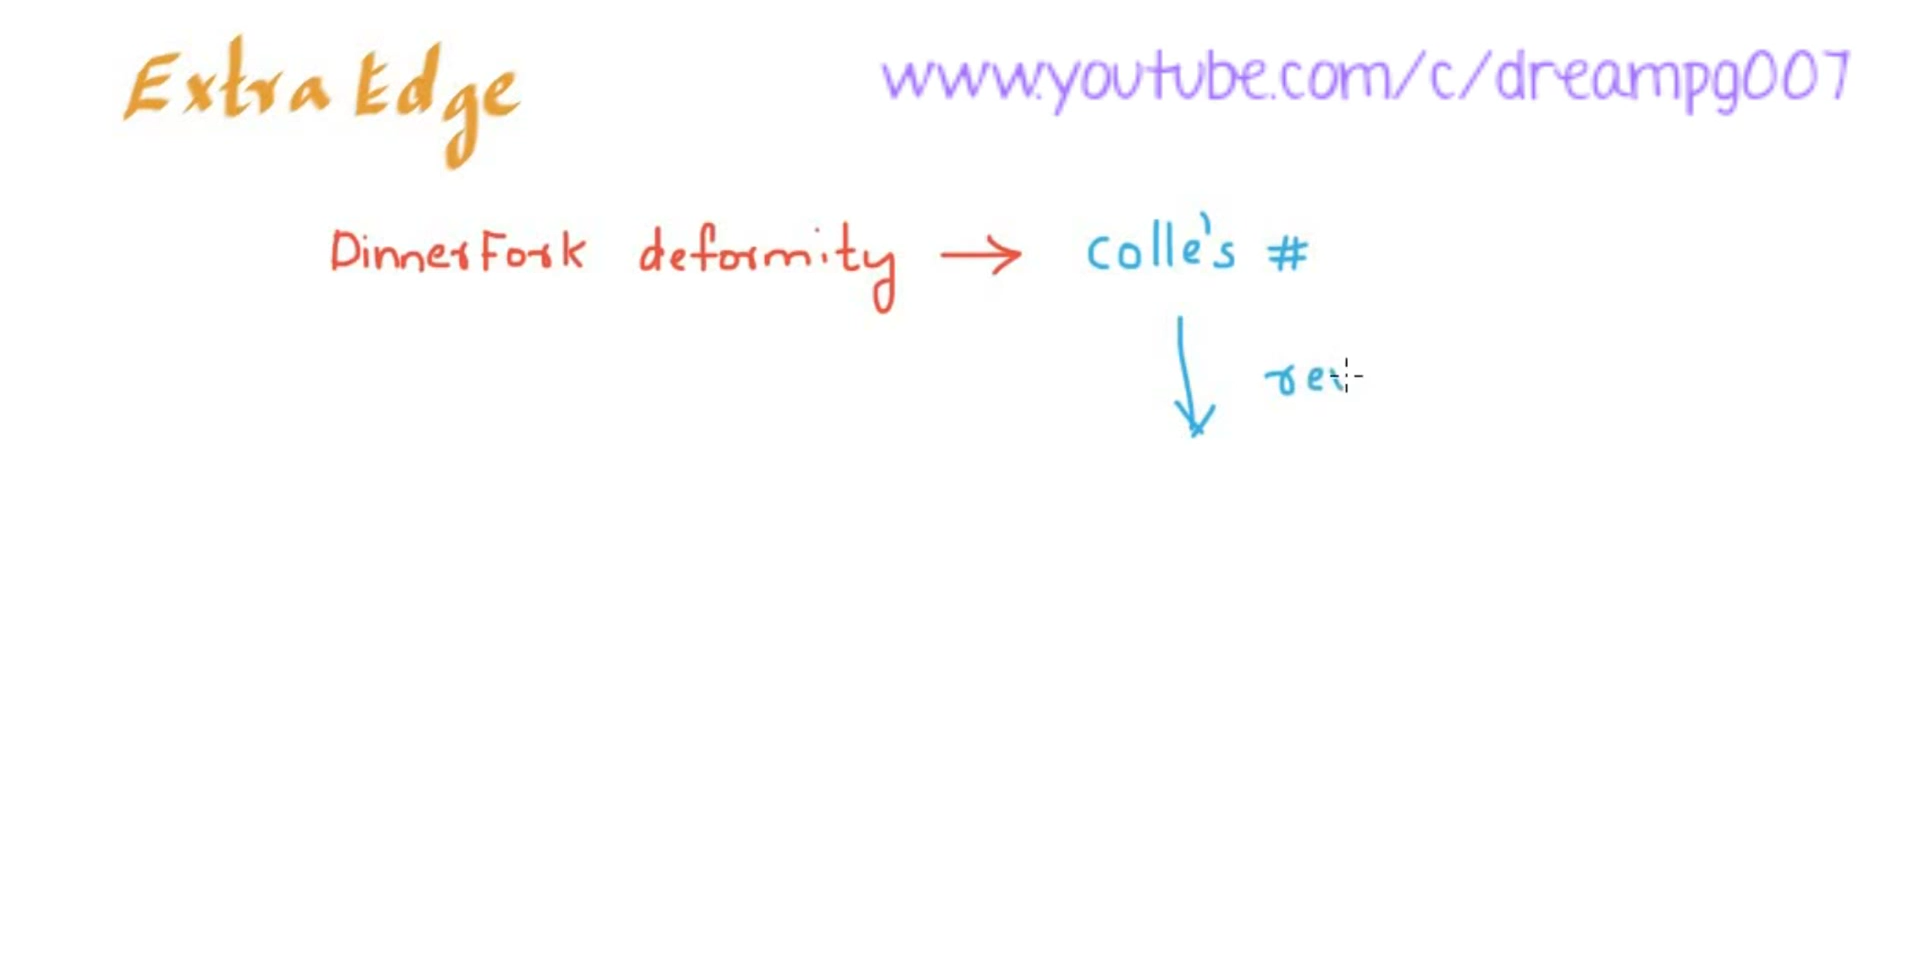 Extra Edge
www.youtube.com/c/dreampg007
DinnerFork deformity → Colle's #